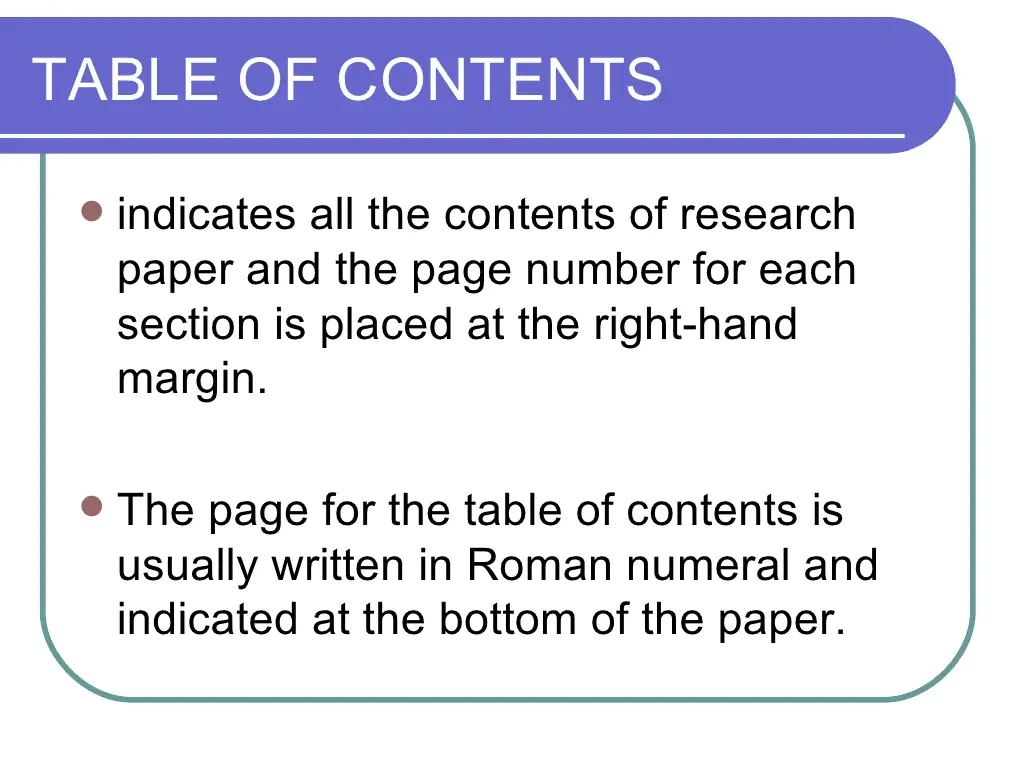 TABLE OF CONTENTS
indicates all the contents of research
paper and the page number for each
section is placed at the right-hand
margin.
The page for the table of contents is
usually written in Roman numeral and
indicated at the bottom of the paper.